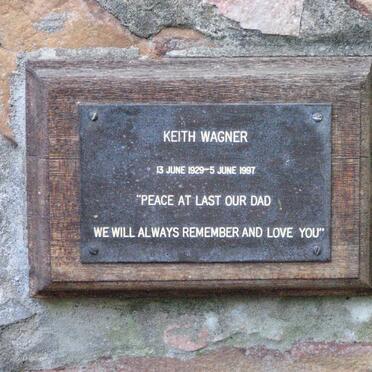 KEITH WAGNER
13 JUNE 1929-5 JUNE 1997
"PEACE AT LAST OUR DAD
WE WILL ALWAYS REMEMBER AND LOVE YOU"